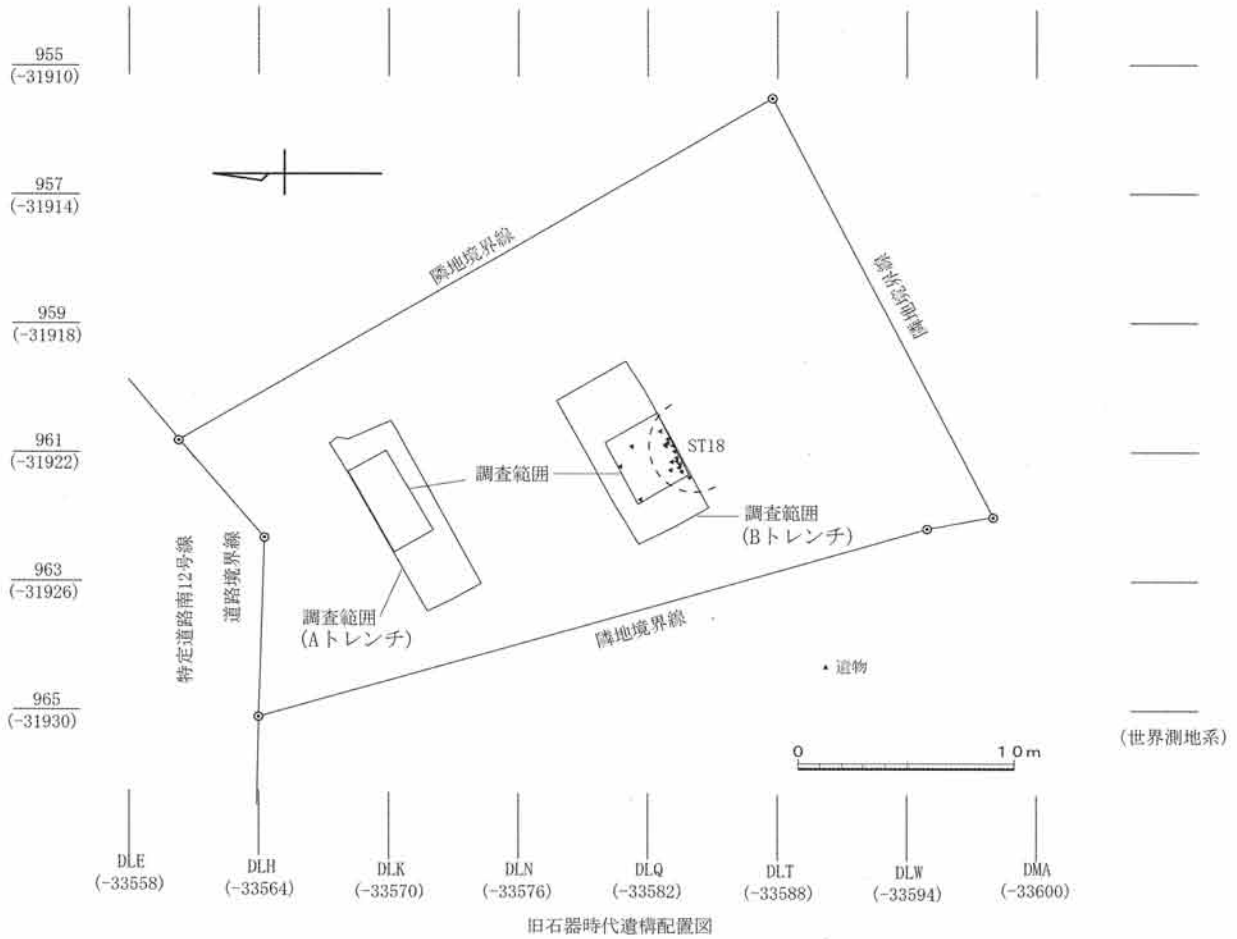 955
(-31910)
957
(-31914)
959
(-31918)
961
(-31922)
963
(-31926)
965
(-31930)
隣地境界線
隣地境界線
ST18
調査範囲
調査範囲
(Bトレンチ)
特定道路南12号線
道路境界線
調査範囲
(Aトレンチ)
隣地境界線
▲ 遺物
0 10m
(世界測地系)
DLE
(-33558)
DLH
(-33564)
DLK
(-33570)
DLN
(-33576)
DLQ
(-33582)
DLT
(-33588)
DLW
(-33594)
DMA
(-33600)
旧石器時代遺構配置図